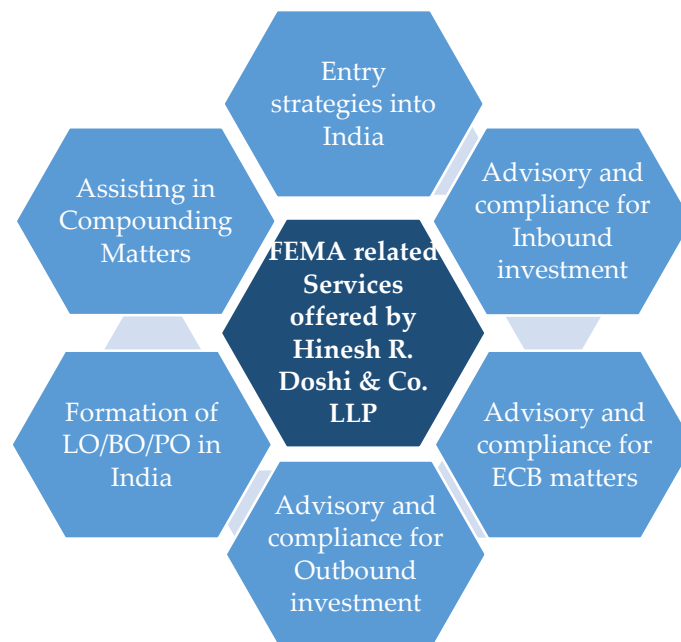 Entry
strategies into
India
Assisting in
Compounding
Matters
Advisory and
compliance for
Inbound
investment
FEMA related
Services
offered by
Hinesh R.
Doshi & Co.
LLP
Formation of
LO/BO/PO in
India
Advisory and
compliance for
ECB matters
Advisory and
compliance for
Outbound
investment